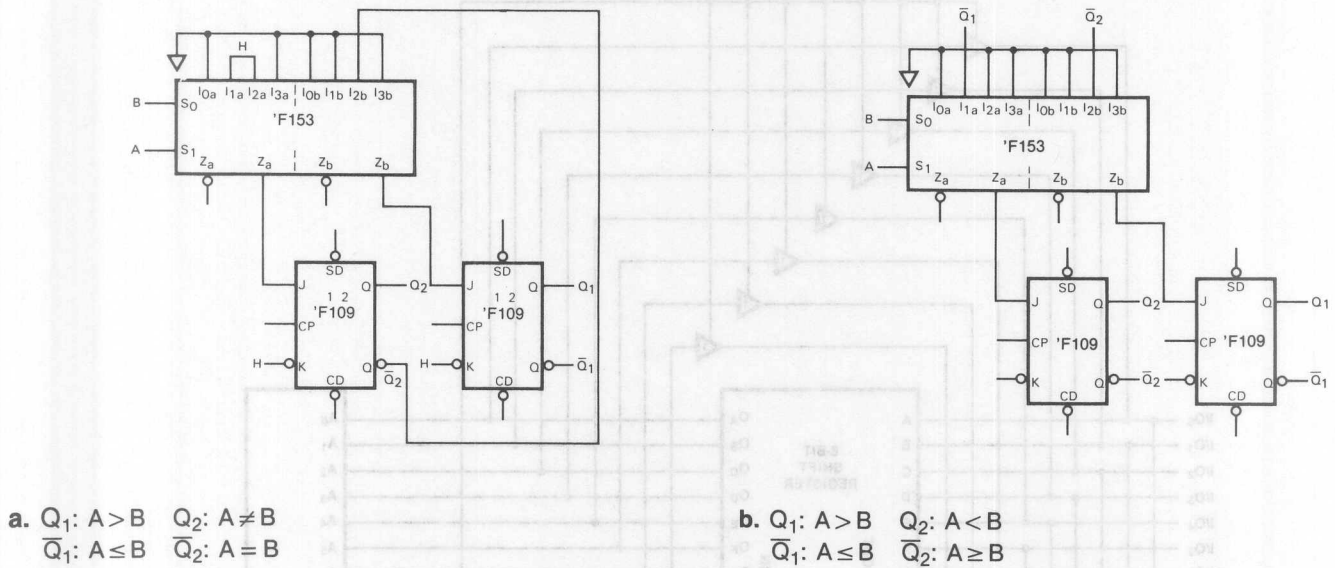 H
I0a I1a I2a I3a I0b I1b I2b I3b
B S0
'F153
A S1
Za Za Zb Zb
SD
J Q Q2
1 2
'F109
CP
H K Q Q̅2
CD
SD
J Q Q1
1 2
'F109
CP
H K Q Q̅1
CD
a. Q1: A > B Q2: A ≠ B
Q̅1: A ≤ B Q̅2: A = B
Q̅1 Q̅2
I0a I1a I2a I3a I0b I1b I2b I3b
B S0
'F153
A S1
Za Za Zb Zb
SD
J Q Q2
CP 'F109
K Q Q̅2
CD
SD
J Q Q1
CP 'F109
K Q Q̅1
CD
b. Q1: A > B Q2: A < B
Q̅1: A ≤ B Q̅2: A ≥ B